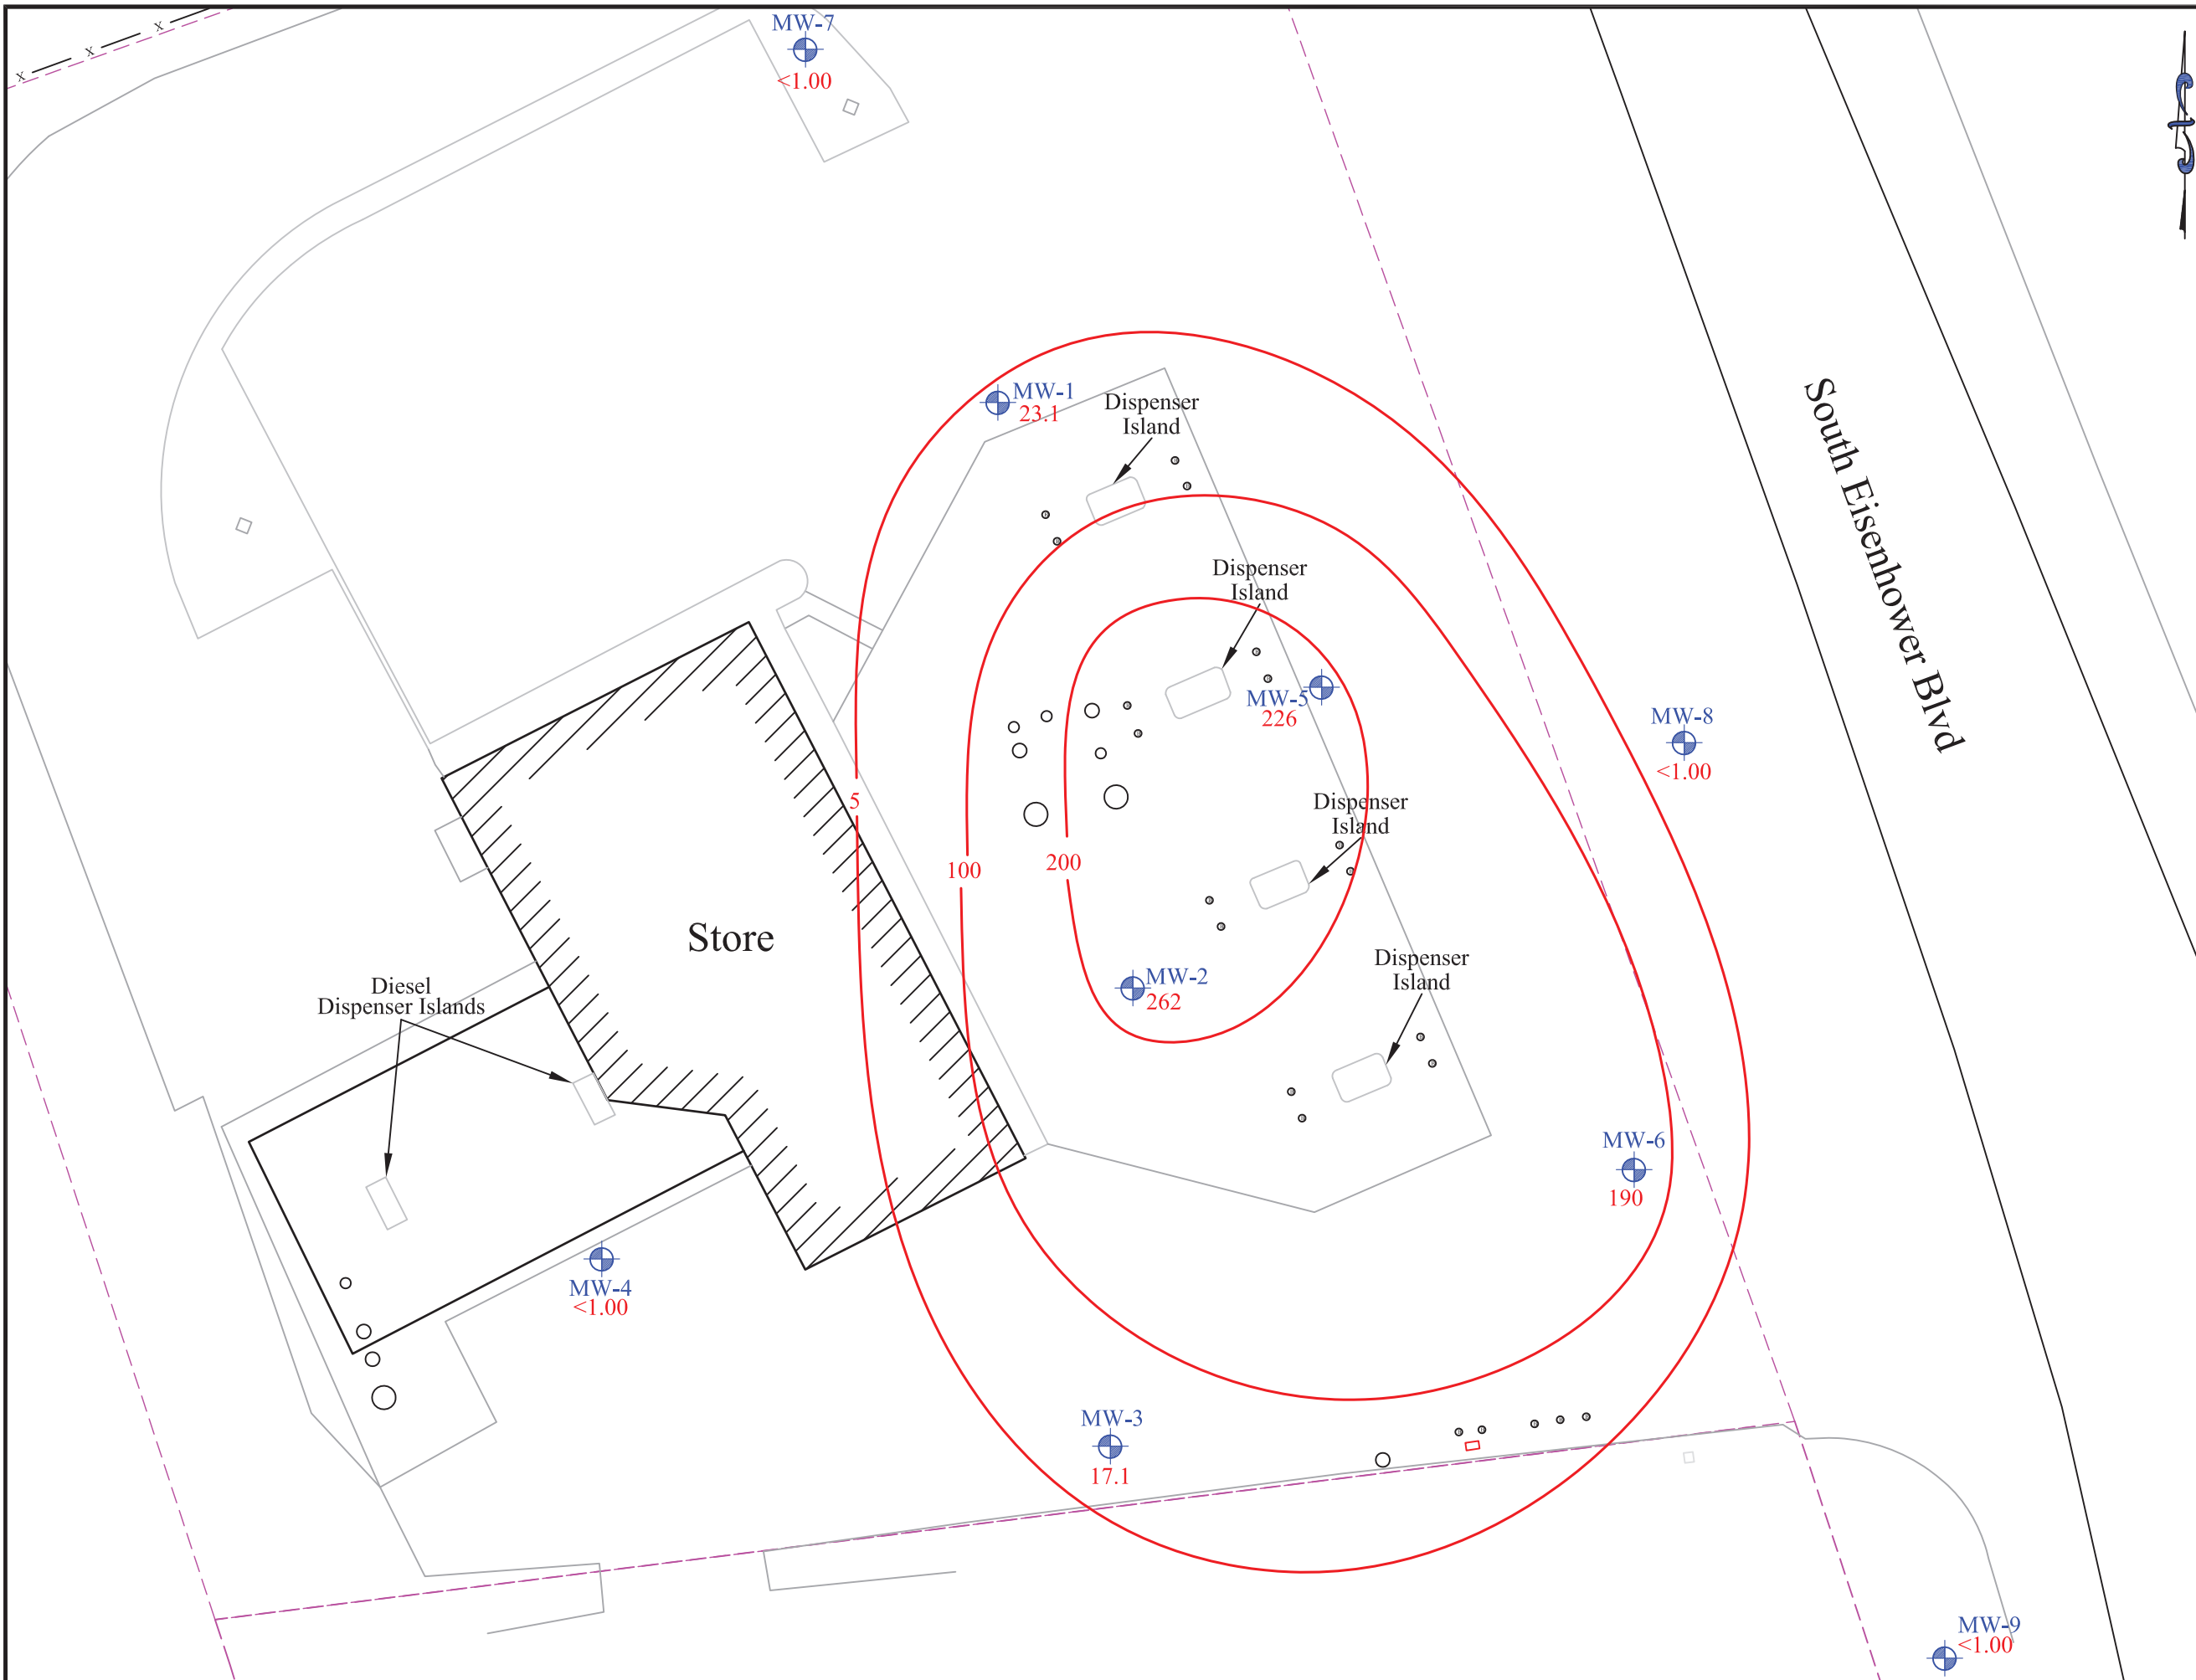 x
x
x
MW-7
<1.00
MW-1
23.1
Dispenser
Island
Dispenser
Island
South Eisenhower Blvd
MW-5
226
MW-8
<1.00
5
Dispenser
Island
100
200
Store
MW-2
262
Dispenser
Island
Diesel
Dispenser Islands
MW-6
190
MW-4
<1.00
MW-3
17.1
MW-9
<1.00